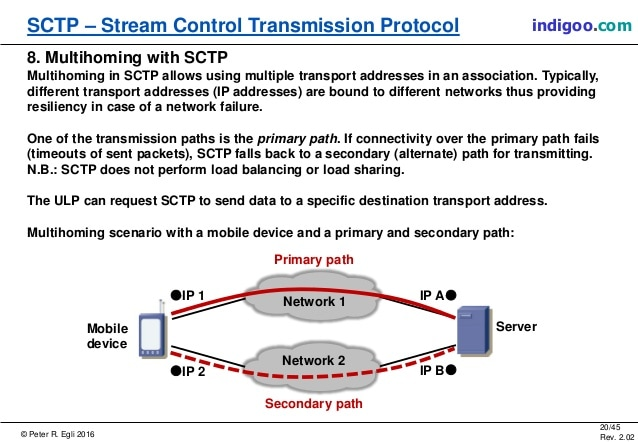 SCTP – Stream Control Transmission Protocol
indigoo.com
8. Multihoming with SCTP
Multihoming in SCTP allows using multiple transport addresses in an association. Typically,
different transport addresses (IP addresses) are bound to different networks thus providing
resiliency in case of a network failure.
One of the transmission paths is the primary path. If connectivity over the primary path fails
(timeouts of sent packets), SCTP falls back to a secondary (alternate) path for transmitting.
N.B.: SCTP does not perform load balancing or load sharing.
The ULP can request SCTP to send data to a specific destination transport address.
Multihoming scenario with a mobile device and a primary and secondary path:
Primary path
IP 1
Network 1
IP A
Mobile
device
Server
Network 2
IP 2
IP B
Secondary path
© Peter R. Egli 2016
20/45
Rev. 2.02